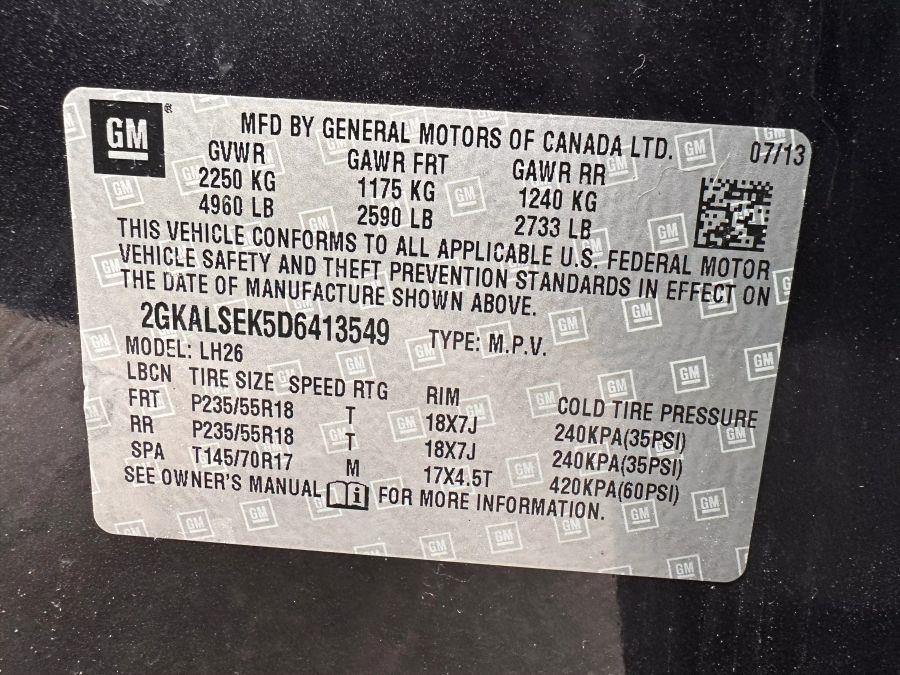 GM ® MFD BY GENERAL MOTORS OF CANADA LTD. 07/13
GVWR GAWR FRT GAWR RR
2250 KG 1175 KG 1240 KG
4960 LB 2590 LB 2733 LB
THIS VEHICLE CONFORMS TO ALL APPLICABLE U.S. FEDERAL MOTOR
VEHICLE SAFETY AND THEFT PREVENTION STANDARDS IN EFFECT ON
THE DATE OF MANUFACTURE SHOWN ABOVE.
2GKALSEK5D6413549 TYPE: M.P.V.
MODEL: LH26
LBCN TIRE SIZE SPEED RTG RIM COLD TIRE PRESSURE
FRT P235/55R18 T 18X7J 240KPA(35PSI)
RR P235/55R18 T 18X7J 240KPA(35PSI)
SPA T145/70R17 M 17X4.5T 420KPA(60PSI)
SEE OWNER'S MANUAL i FOR MORE INFORMATION.